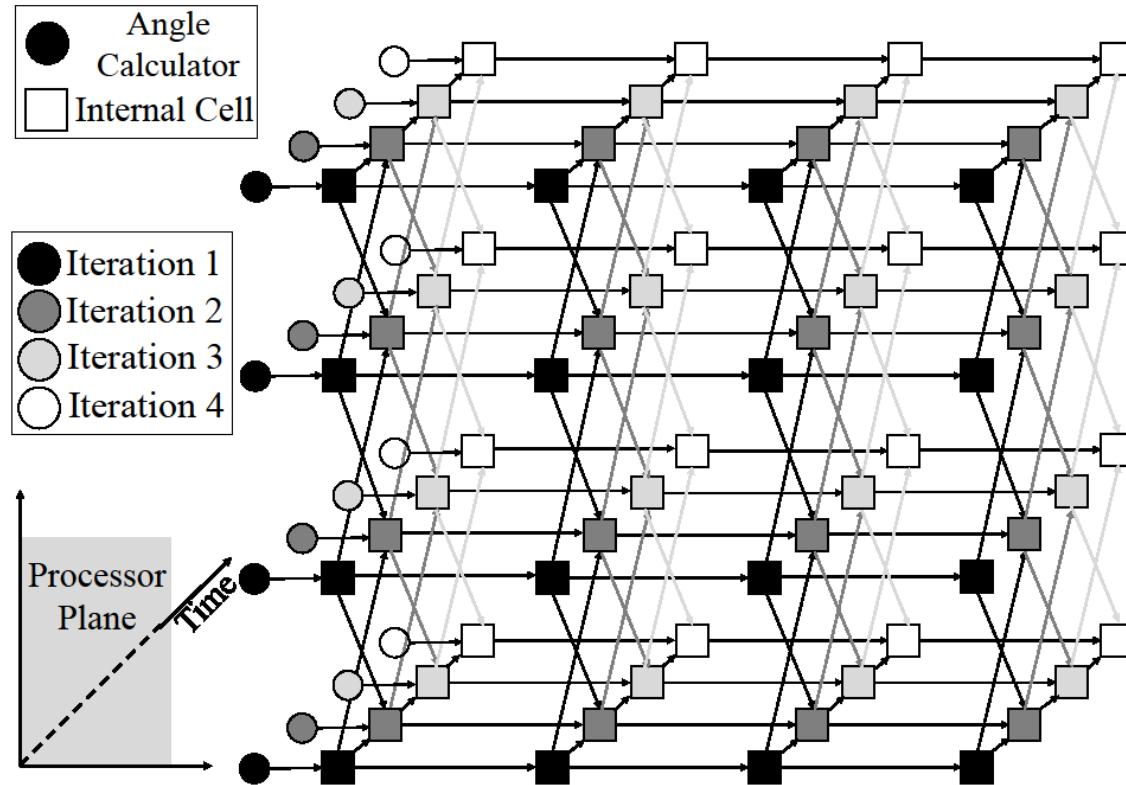 Angle
Calculator
Internal Cell
Iteration 1
Iteration 2
Iteration 3
Iteration 4
Processor
Plane
Time